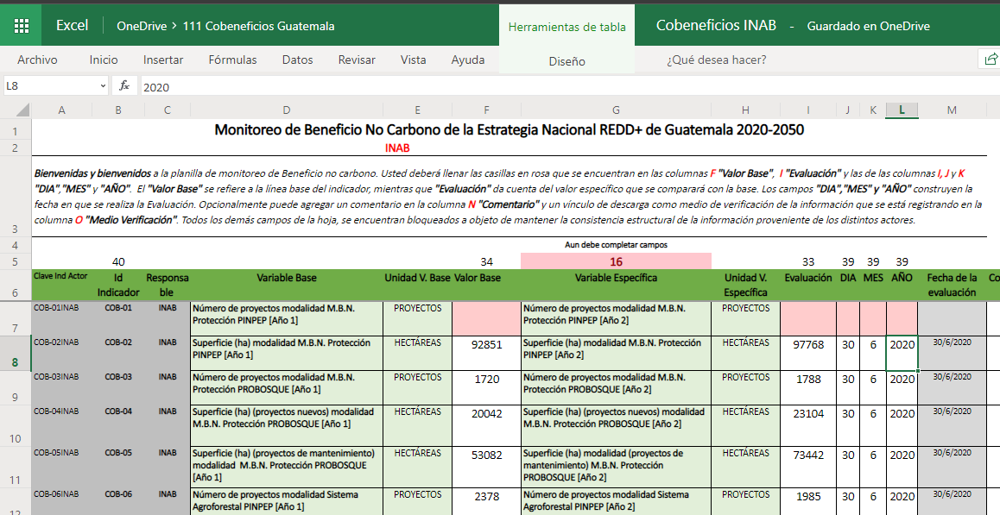 Excel OneDrive > 111 Cobeneficios Guatemala Herramientas de tabla Cobeneficios INAB - Guardado en OneDrive
Archivo Inicio Insertar Fórmulas Datos Revisar Vista Ayuda Diseño ¿Qué desea hacer?
L8 fx 2020
A B C D E F G H I J K L M
1 Monitoreo de Beneficio No Carbono de la Estrategia Nacional REDD+ de Guatemala 2020-2050
2 INAB
Bienvenidas y bienvenidos a la planilla de monitoreo de Beneficio no carbono. Usted deberá llenar las casillas en rosa que se encuentran en las columnas F "Valor Base", I "Evaluación" y las de las columnas I, J y K
"DIA","MES" y "AÑO". El "Valor Base" se refiere a la línea base del indicador, mientras que "Evaluación" da cuenta del valor específico que se comparará con la base. Los campos "DIA","MES" y "AÑO" construyen la
fecha en que se realiza la Evaluación. Opcionalmente puede agregar un comentario en la columna N "Comentario" y un vínculo de descarga como medio de verificación de la información que se está registrando en la
3 columna O "Medio Verificación". Todos los demás campos de la hoja, se encuentran bloqueados a objeto de mantener la consistencia estructural de la información proveniente de los distintos actores.
4 Aun debe completar campos
5 40 34 16 33 39 39 39
Clave Ind Actor Id Responsa Variable Base Unidad V. Base Valor Base Variable Específica Unidad V. Evaluación DIA MES AÑO Fecha de la Co
6 Indicador ble Específica evaluación
COB-01INAB COB-01 INAB Número de proyectos modalidad M.B.N. PROYECTOS Número de proyectos modalidad M.B.N. PROYECTOS
Protección PINPEP [Año 1] Protección PINPEP [Año 2]
7
COB-02INAB COB-02 INAB Superficie (ha) modalidad M.B.N. Protección HECTÁREAS 92851 Superficie (ha) modalidad M.B.N. Protección HECTÁREAS 97768 30 6 2020 30/6/2020
PINPEP [Año 1] PINPEP [Año 2]
8
COB-03INAB COB-03 INAB Número de proyectos modalidad M.B.N. PROYECTOS 1720 Número de proyectos modalidad M.B.N. PROYECTOS 1788 30 6 2020 30/6/2020
Protección PROBOSQUE [Año 1] Protección PROBOSQUE [Año 2]
9
COB-04INAB COB-04 INAB Superficie (ha) (proyectos nuevos) modalidad HECTÁREAS 20042 Superficie (ha) (proyectos nuevos) modalidad HECTÁREAS 23104 30 6 2020 30/6/2020
M.B.N. Protección PROBOSQUE [Año 1] M.B.N. Protección PROBOSQUE [Año 2]
10
COB-05INAB COB-05 INAB Superficie (ha) (proyectos de mantenimiento) HECTÁREAS 53082 Superficie (ha) modalidad (proyectos de HECTÁREAS 73442 30 6 2020 30/6/2020
modalidad M.B.N. Protección PROBOSQUE mantenimiento) M.B.N. Protección
11 [Año 1] PROBOSQUE [Año 2]
COB-06INAB COB-06 INAB Número de proyectos modalidad Sistema PROYECTOS 2378 Número de proyectos modalidad Sistema PROYECTOS 1985 30 6 2020 30/6/2020
12 Agroforestal PINPEP [Año 1] Agroforestal PINPEP [Año 2]